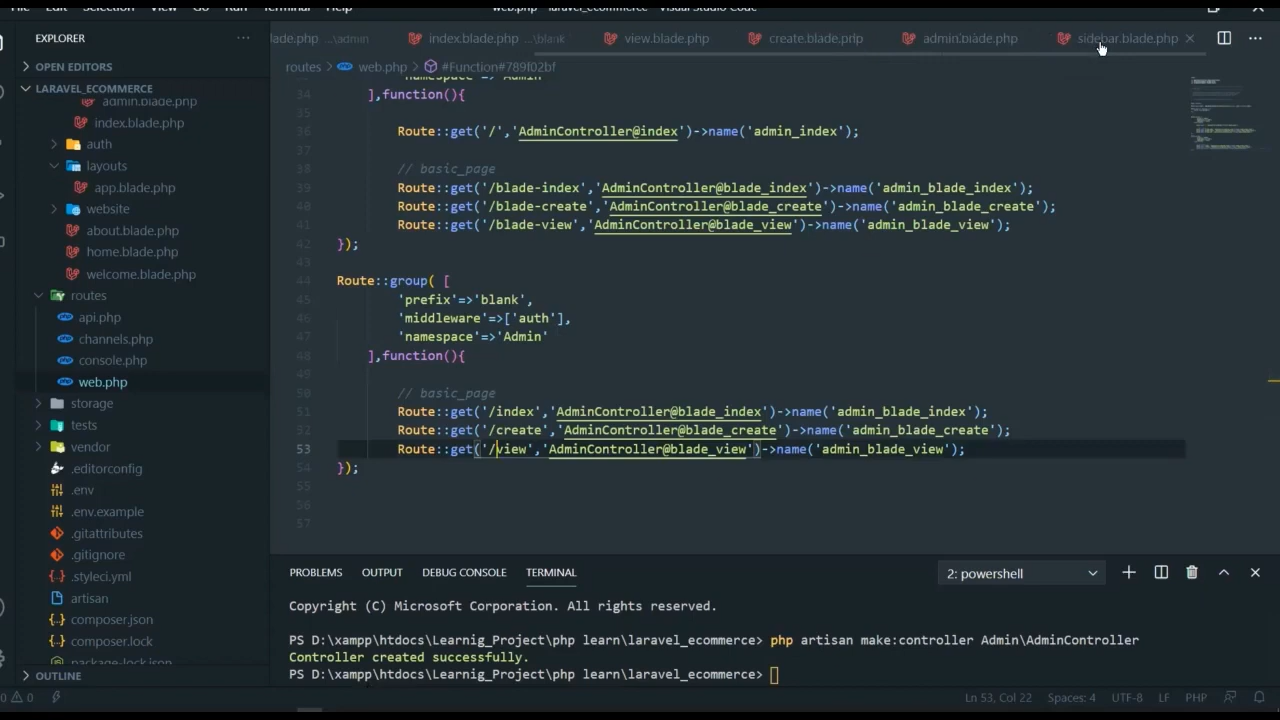 File Edit Selection View Go Run Terminal Help
web.php - laravel_ecommerce - Visual Studio Code
EXPLORER
OPEN EDITORS
LARAVEL_ECOMMERCE
admin.blade.php
index.blade.php
auth
layouts
app.blade.php
website
about.blade.php
home.blade.php
welcome.blade.php
routes
api.php
channels.php
console.php
web.php
storage
tests
vendor
.editorconfig
.env
.env.example
.gitattributes
.gitignore
.styleci.yml
artisan
composer.json
composer.lock
package-lock.json
OUTLINE
lade.php ...\admin index.blade.php ...\blank view.blade.php create.blade.php admin.blade.php sidebar.blade.php
routes > web.php > #Function#789f02bf
'namespace'=>'Admin'
34 ],function(){
35
36 Route::get('/','AdminController@index')->name('admin_index');
37
38 // basic_page
39 Route::get('/blade-index','AdminController@blade_index')->name('admin_blade_index');
40 Route::get('/blade-create','AdminController@blade_create')->name('admin_blade_create');
41 Route::get('/blade-view','AdminController@blade_view')->name('admin_blade_view');
42 });
43
44 Route::group( [
45 'prefix'=>'blank',
46 'middleware'=>['auth'],
47 'namespace'=>'Admin'
48 ],function(){
49
50 // basic_page
51 Route::get('/index','AdminController@blade_index')->name('admin_blade_index');
52 Route::get('/create','AdminController@blade_create')->name('admin_blade_create');
53 Route::get('/view','AdminController@blade_view')->name('admin_blade_view');
54 });
55
56
57
PROBLEMS OUTPUT DEBUG CONSOLE TERMINAL 2: powershell
Copyright (C) Microsoft Corporation. All rights reserved.
PS D:\xampp\htdocs\Learnig_Project\php learn\laravel_ecommerce> php artisan make:controller Admin\AdminController
Controller created successfully.
PS D:\xampp\htdocs\Learnig_Project\php learn\laravel_ecommerce>
0 0 Ln 53, Col 22 Spaces: 4 UTF-8 LF PHP